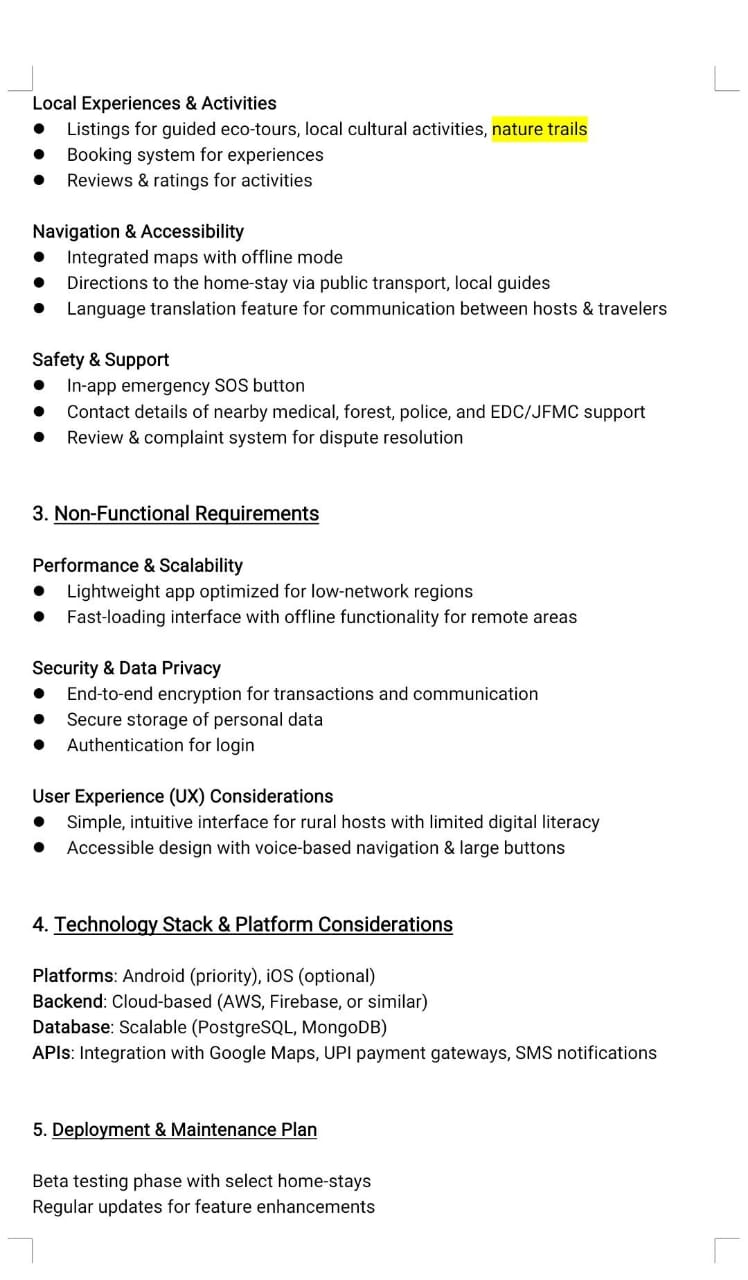 Local Experiences & Activities
● Listings for guided eco-tours, local cultural activities, nature trails
● Booking system for experiences
● Reviews & ratings for activities
Navigation & Accessibility
● Integrated maps with offline mode
● Directions to the home-stay via public transport, local guides
● Language translation feature for communication between hosts & travelers
Safety & Support
● In-app emergency SOS button
● Contact details of nearby medical, forest, police, and EDC/JFMC support
● Review & complaint system for dispute resolution
3. Non-Functional Requirements
Performance & Scalability
● Lightweight app optimized for low-network regions
● Fast-loading interface with offline functionality for remote areas
Security & Data Privacy
● End-to-end encryption for transactions and communication
● Secure storage of personal data
● Authentication for login
User Experience (UX) Considerations
● Simple, intuitive interface for rural hosts with limited digital literacy
● Accessible design with voice-based navigation & large buttons
4. Technology Stack & Platform Considerations
Platforms: Android (priority), iOS (optional)
Backend: Cloud-based (AWS, Firebase, or similar)
Database: Scalable (PostgreSQL, MongoDB)
APIs: Integration with Google Maps, UPI payment gateways, SMS notifications
5. Deployment & Maintenance Plan
Beta testing phase with select home-stays
Regular updates for feature enhancements